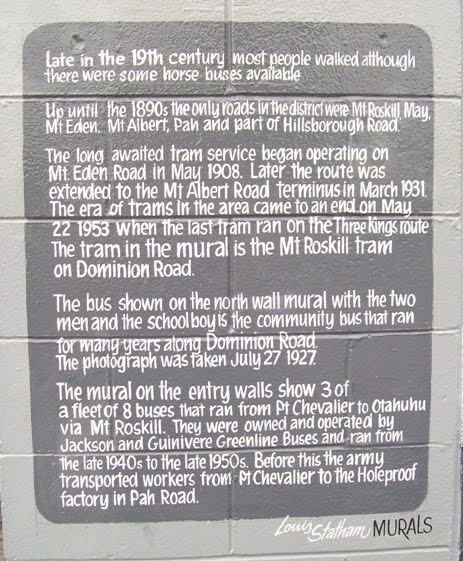 Late in the 19th century most people walked although
there were some horse buses available
Up until the 1890s the only roads in the district were Mt Roskill, May,
Mt Eden, Mt Albert, Pah and part of Hillsborough Road.
The long awaited tram service began operating on
Mt. Eden Road in May 1908. Later the route was
extended to the Mt Albert Road terminus in March 1931.
The era of trams in the area came to an end on May
22 1953 when the last tram ran on the Three Kings route
The tram in the mural is the Mt Roskill tram
on Dominion Road.
The bus shown on the north wall mural with the two
men and the schoolboy is the community bus that ran
for many years along Dominion Road.
The photograph was taken July 27 1927.
The mural on the entry walls show 3 of
a fleet of 8 buses that ran from Pt Chevalier to Otahuhu
via Mt Roskill. They were owned and operated by
Jackson and Guinivere Greenline Buses and ran from
the late 1940s to the late 1950s. Before this the army
transported workers from Pt Chevalier to the Holeproof
factory in Pah Road.
Louis Statham MURALS